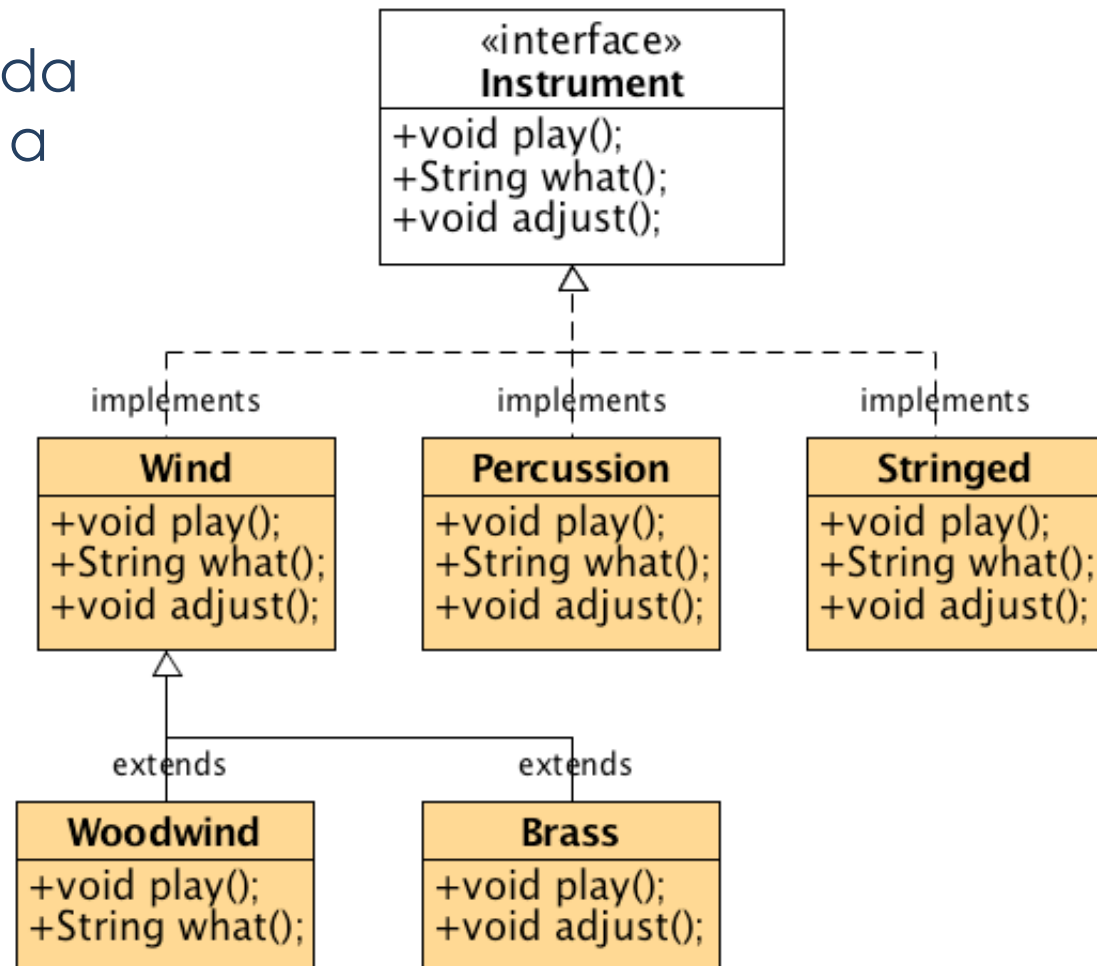 da
a
«interface»
Instrument
+void play();
+String what();
+void adjust();
implements
implements
implements
Wind
+void play();
+String what();
+void adjust();
Percussion
+void play();
+String what();
+void adjust();
Stringed
+void play();
+String what();
+void adjust();
extends
extends
Woodwind
+void play();
+String what();
Brass
+void play();
+void adjust();